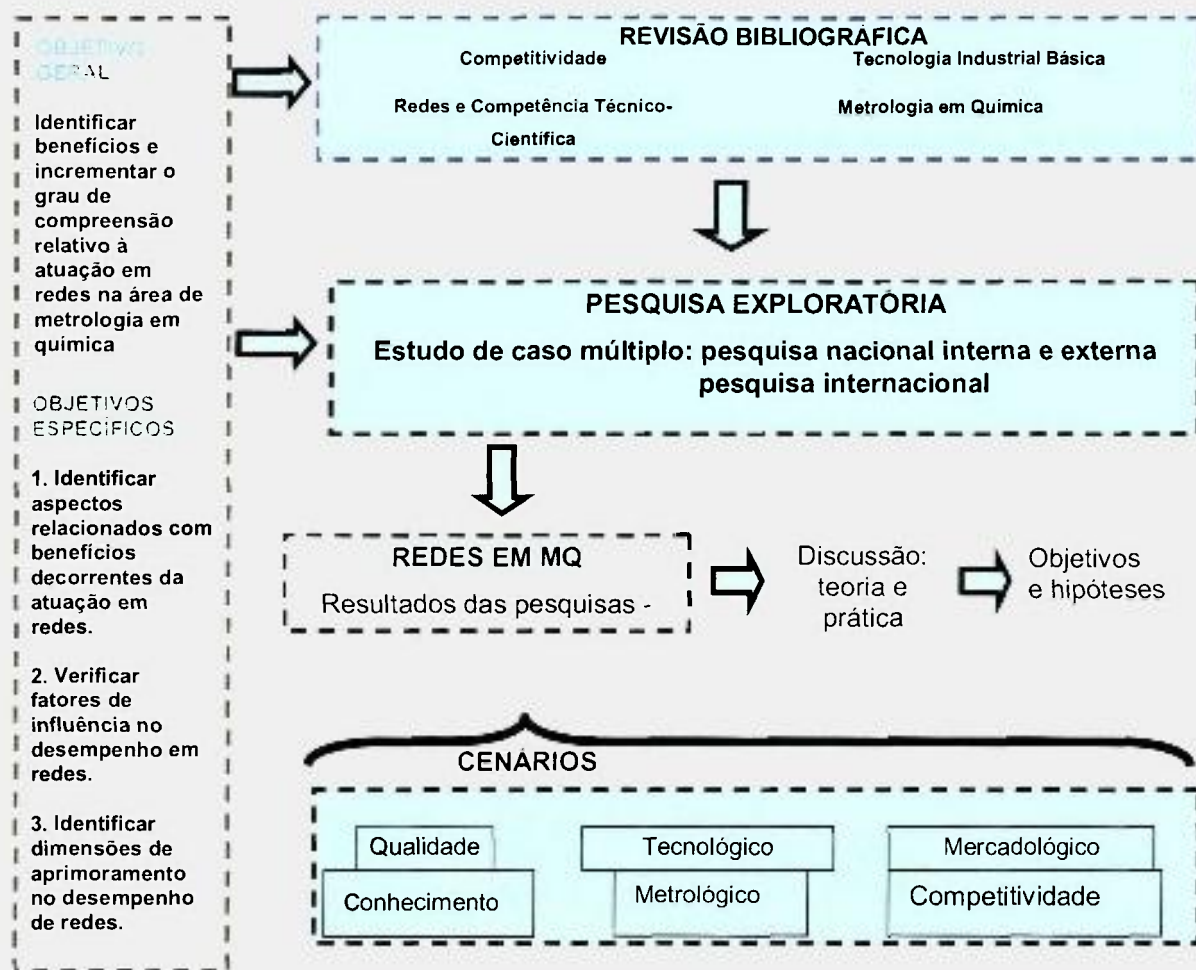 OBJETIVO
GERAL
Identificar
benefícios e
incrementar o
grau de
compreensão
relativo à
atuação em
redes na área de
metrologia em
química
OBJETIVOS
ESPECÍFICOS
1. Identificar
aspectos
relacionados com
benefícios
decorrentes da
atuação em
redes.
2. Verificar
fatores de
influência no
desempenho em
redes.
3. Identificar
dimensões de
aprimoramento
no desempenho
de redes.
REVISÃO BIBLIOGRÁFICA
Competitividade
Tecnologia Industrial Básica
Redes e Competência Técnico-
Científica
Metrologia em Química
PESQUISA EXPLORATÓRIA
Estudo de caso múltiplo: pesquisa nacional interna e externa
pesquisa internacional
REDES EM MQ
Resultados das pesquisas -
Discussão:
teoria e
prática
Objetivos
e hipóteses
CENÁRIOS
Qualidade
Conhecimento
Tecnológico
Metrológico
Mercadológico
Competitividade